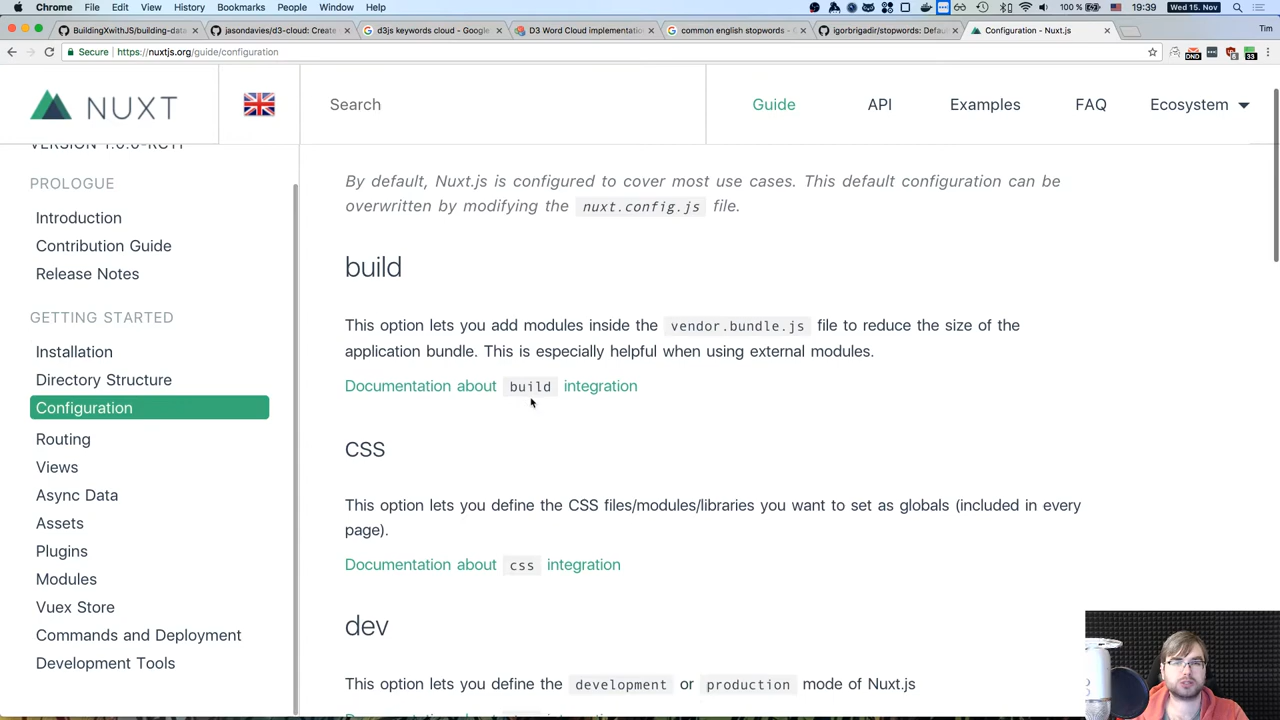 Chrome File Edit View History Bookmarks People Window Help 100 % Wed 15. Nov 19:39
BuildingXwithJS/building-data jasondavies/d3-cloud: Create d3js keywords cloud - Google D3 Word Cloud implementatio common english stopwords - G igorbrigadir/stopwords: Defau Configuration - Nuxt.js Tim
Secure https://nuxtjs.org/guide/configuration DND 33
NUXT Search Guide API Examples FAQ Ecosystem
VERSION 1.0.0-RC11
PROLOGUE
Introduction
Contribution Guide
Release Notes
GETTING STARTED
Installation
Directory Structure
Configuration
Routing
Views
Async Data
Assets
Plugins
Modules
Vuex Store
Commands and Deployment
Development Tools
By default, Nuxt.js is configured to cover most use cases. This default configuration can be
overwritten by modifying the nuxt.config.js file.
build
This option lets you add modules inside the vendor.bundle.js file to reduce the size of the
application bundle. This is especially helpful when using external modules.
Documentation about build integration
css
This option lets you define the CSS files/modules/libraries you want to set as globals (included in every
page).
Documentation about css integration
dev
This option lets you define the development or production mode of Nuxt.js